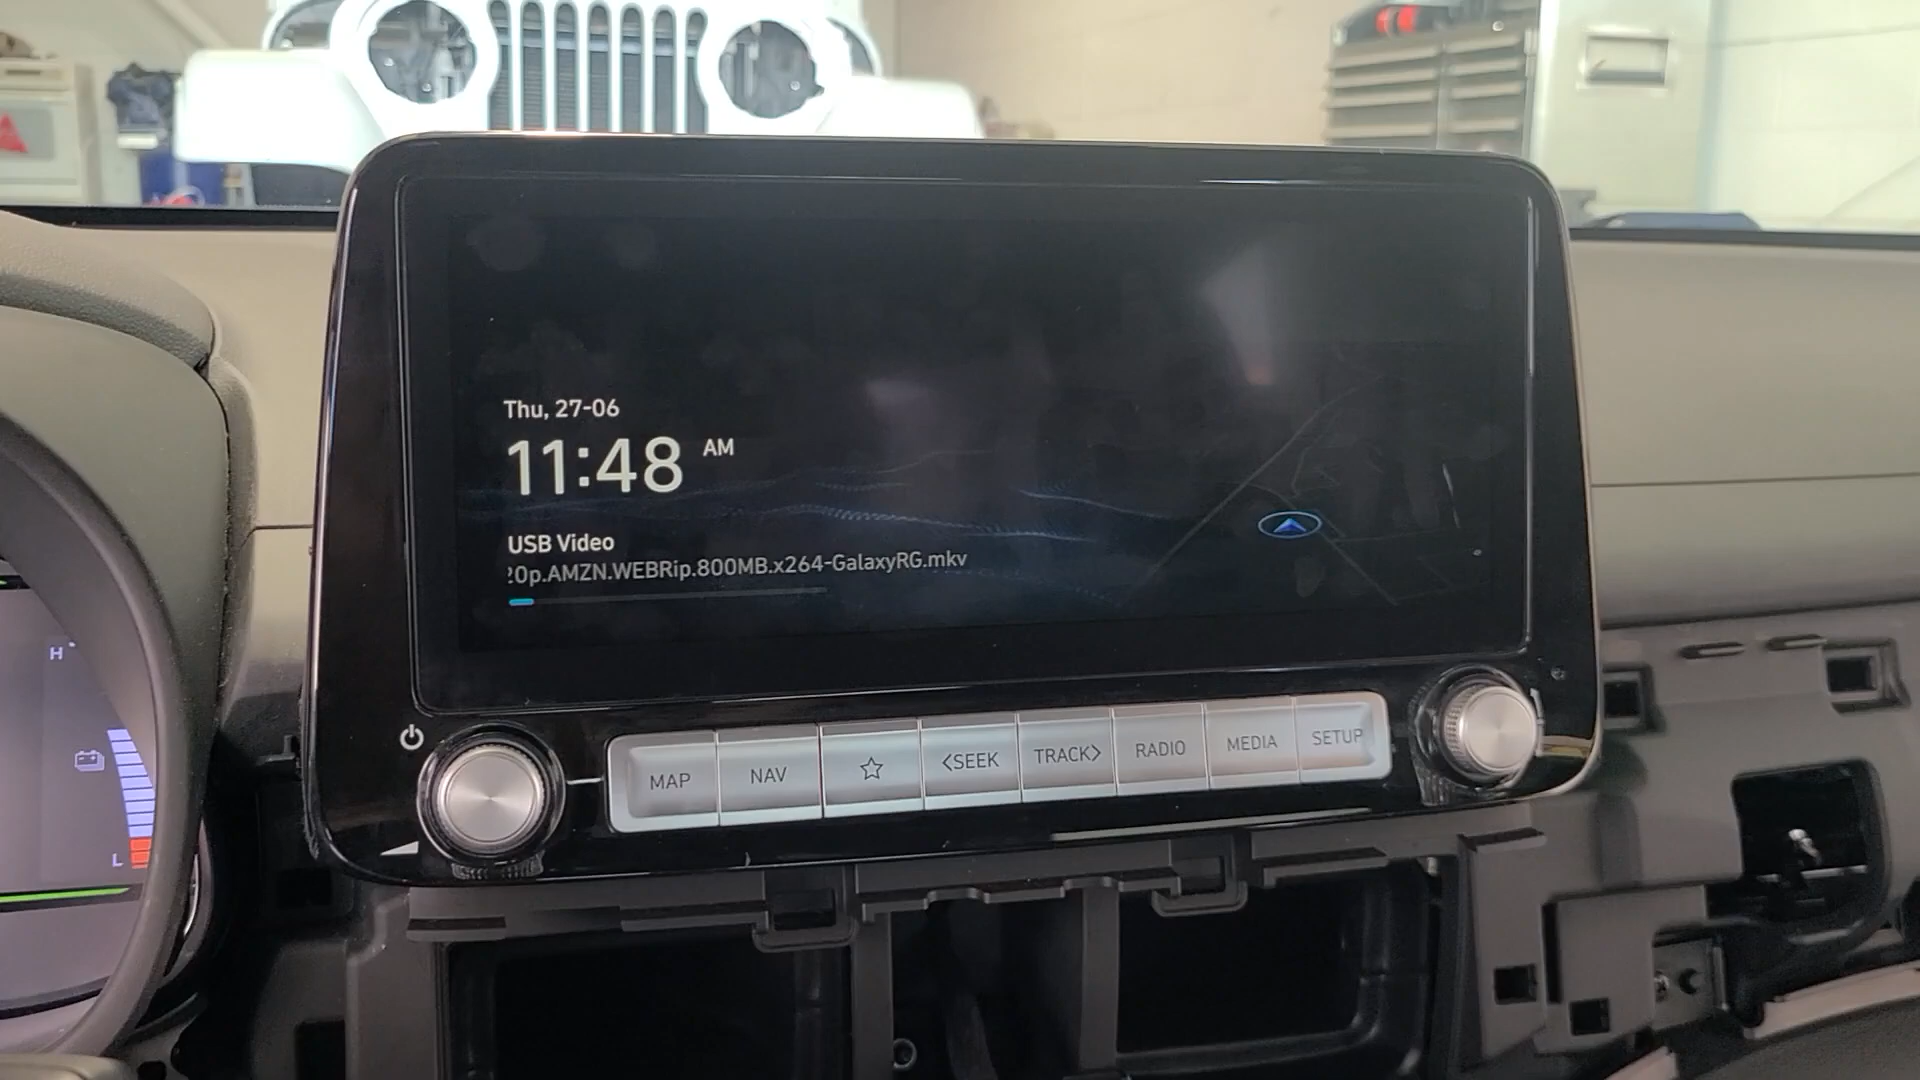 Thu, 27-06
11:48 AM
USB Video
20p.AMZN.WEBRip.800MB.x264-GalaxyRG.mkv
H
L
MAP
NAV
<SEEK
TRACK>
RADIO
MEDIA
SETUP